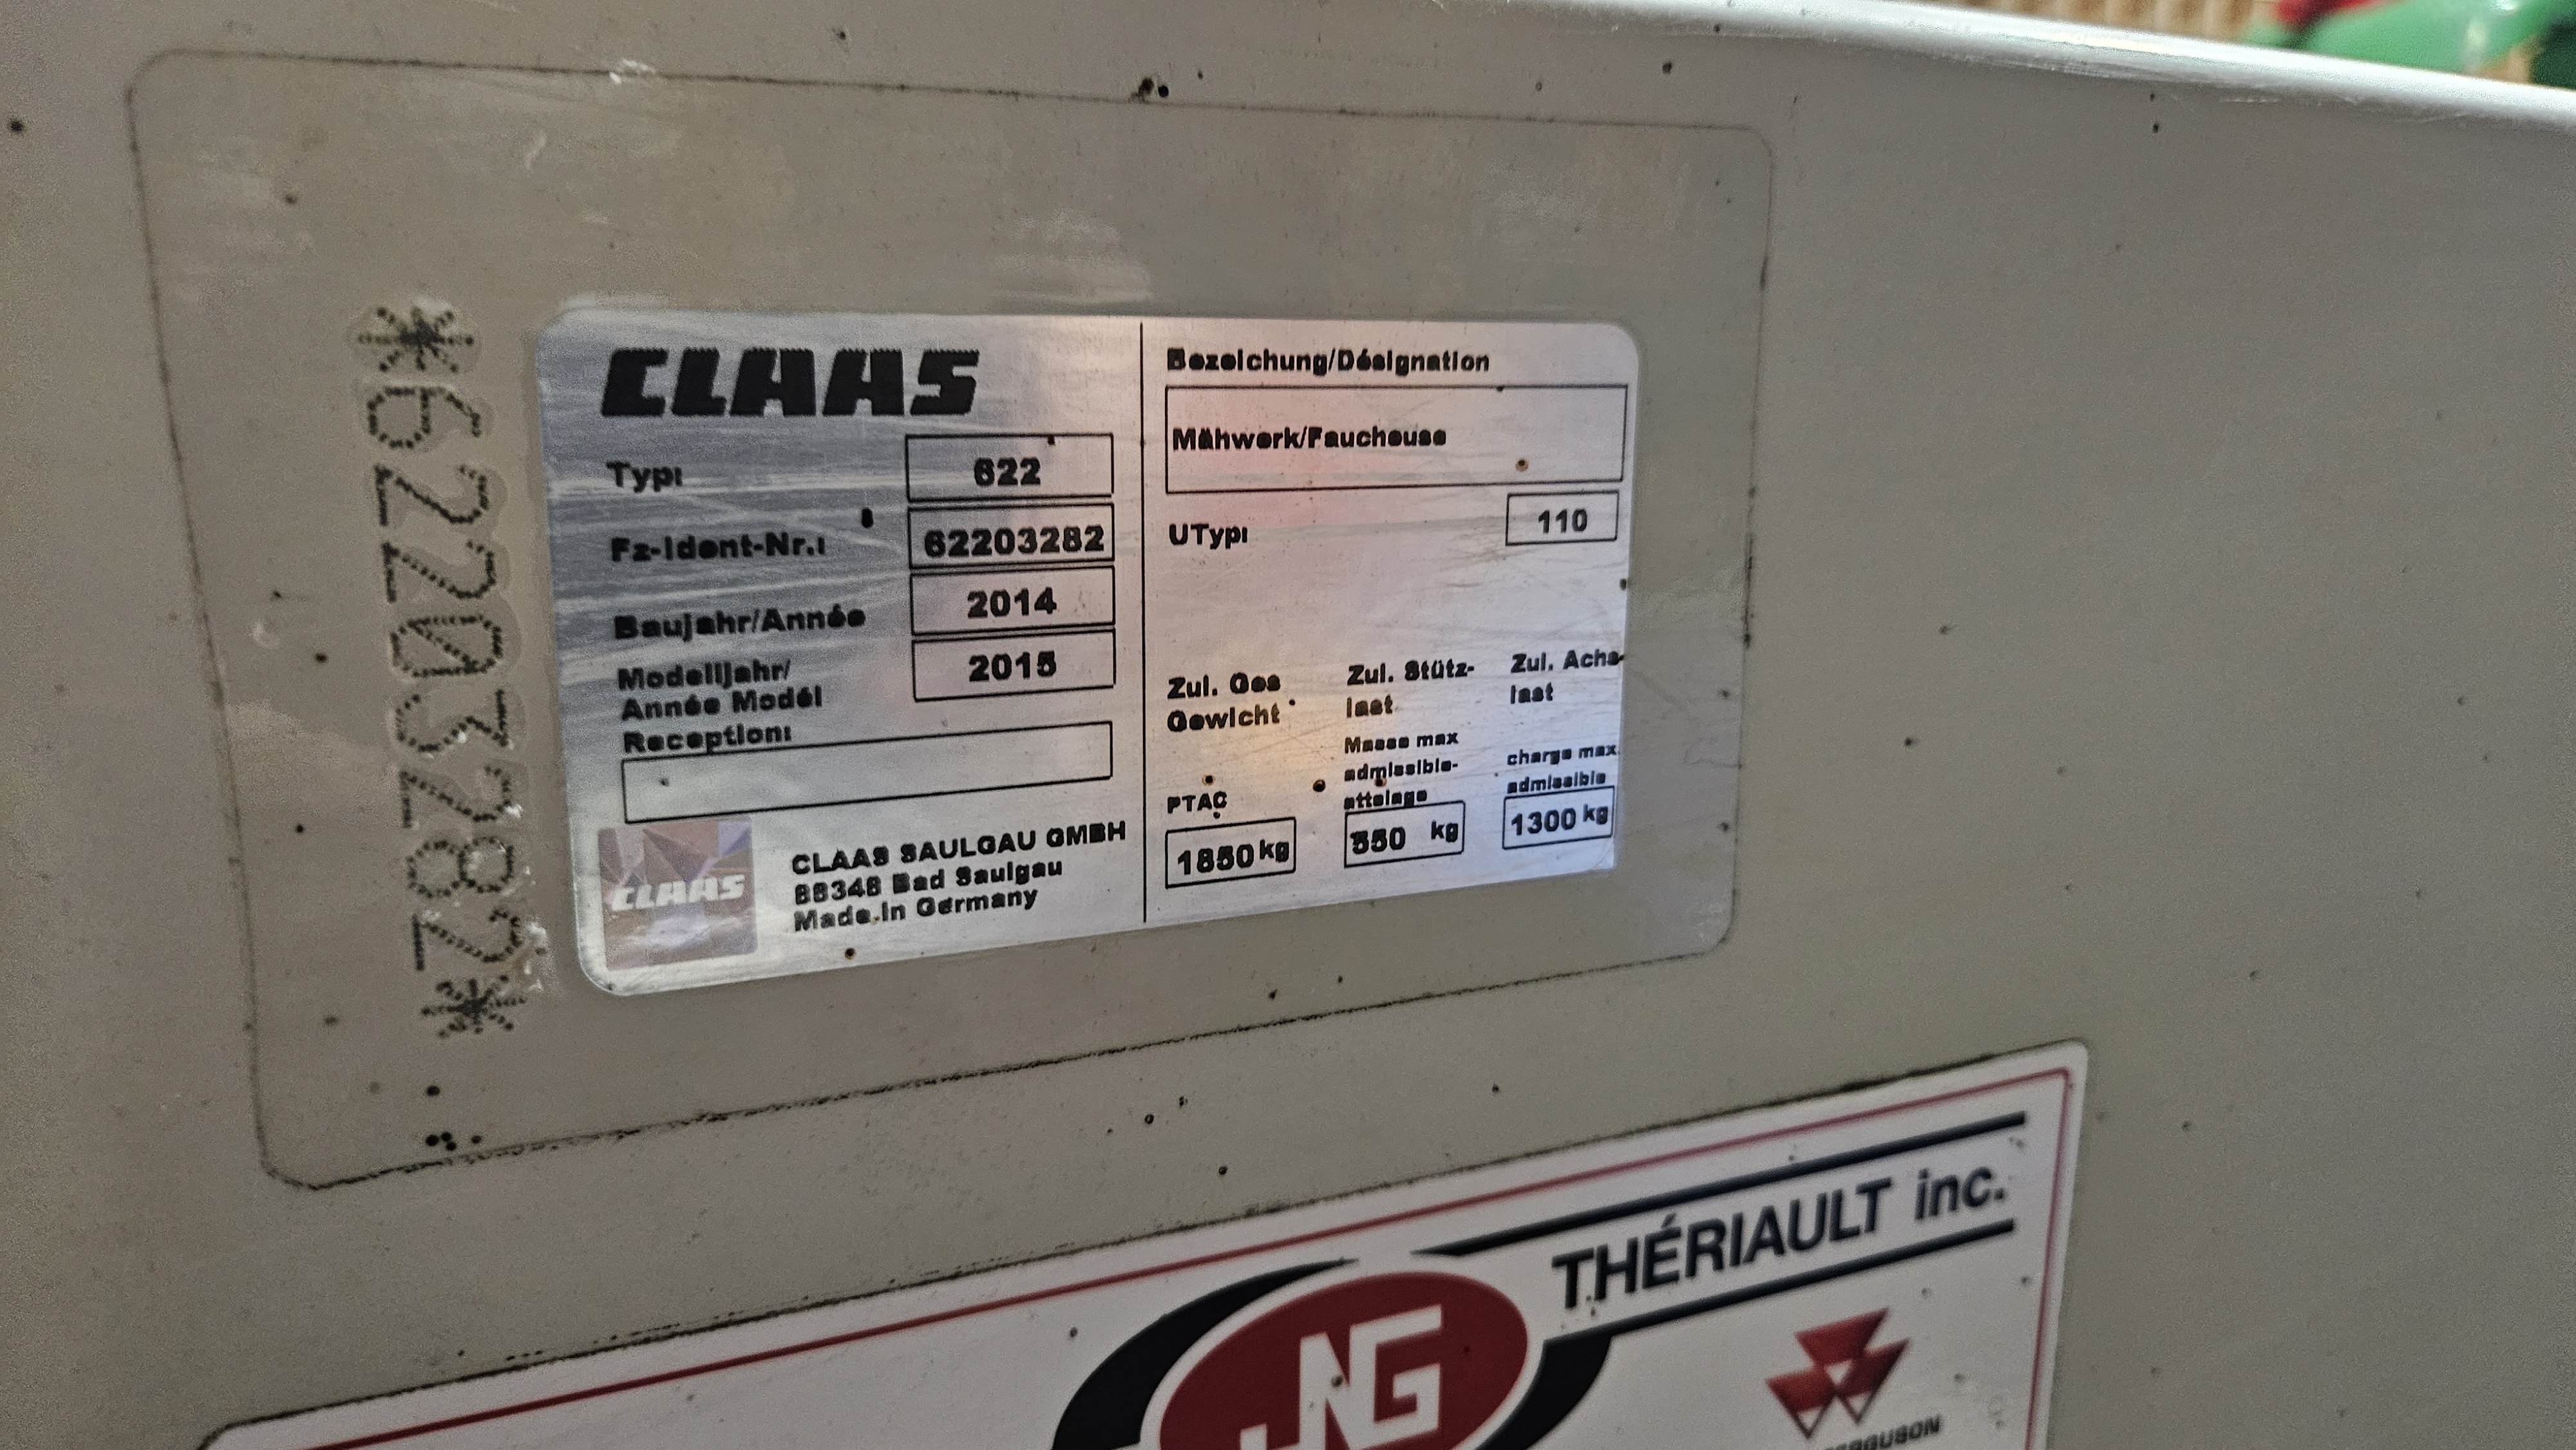 *62203282*
CLAAS
Typ: 622
Fz-Ident-Nr.: 62203282
Baujahr/Année 2014
Modelljahr/
Année Modél 2015
Reception:
CLAAS
CLAAS SAULGAU GMBH
88348 Bad Saulgau
Made in Germany
Bezeichung/Désignation
Mähwerk/Faucheuse
UTyp: 110
Zul. Ges
Gewicht
PTAC
1850 kg
Zul. Stütz-
last
Masse max
admissible-
attelage
550 kg
Zul. Achs-
last
charge max.
admissible
1300 kg
THÉRIAULT inc.
JNG